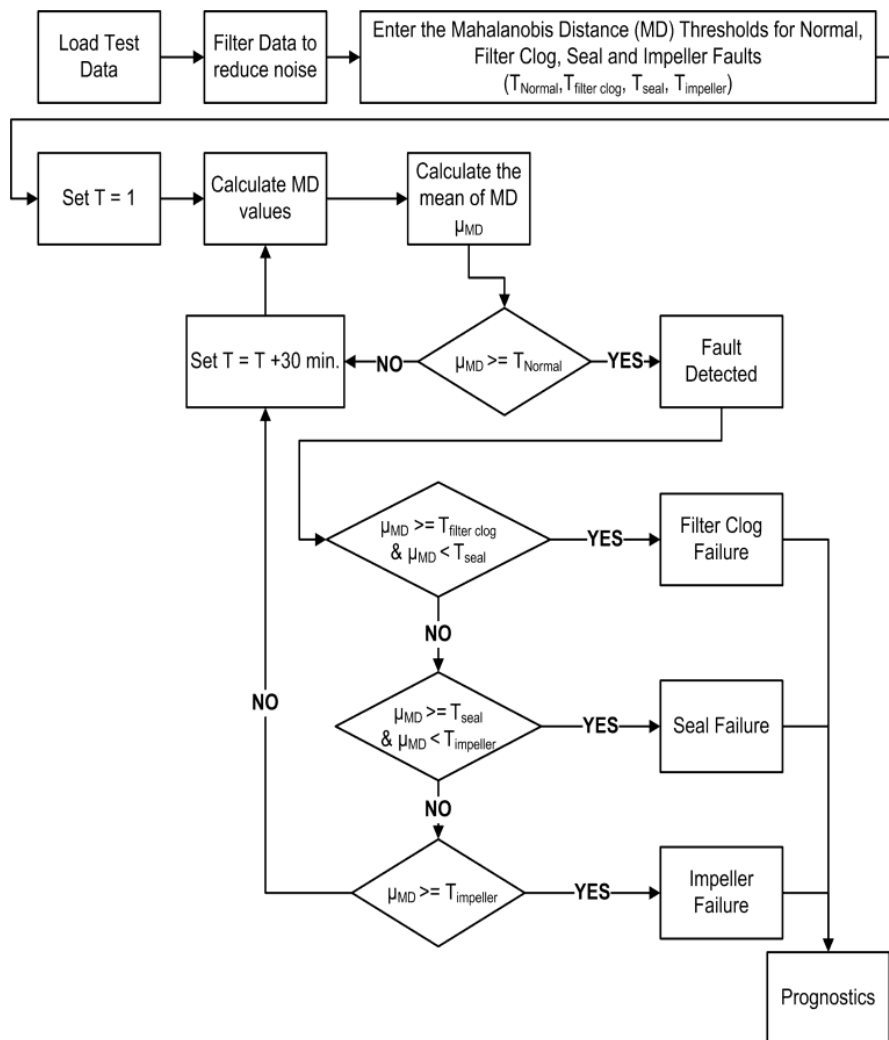 Load Test
Data
Filter Data to
reduce noise
Enter the Mahalanobis Distance (MD) Thresholds for Normal,
Filter Clog, Seal and Impeller Faults
(TNormal,Tfilter clog, Tseal, Timpeller)
Set T = 1
Calculate MD
values
Calculate the
mean of MD
μMD
Set T = T +30 min.
NO
μMD >= TNormal
YES
Fault
Detected
μMD >= Tfilter clog
& μMD < Tseal
YES
Filter Clog
Failure
NO
NO
μMD >= Tseal
& μMD < Timpeller
YES
Seal Failure
NO
μMD >= Timpeller
YES
Impeller
Failure
Prognostics